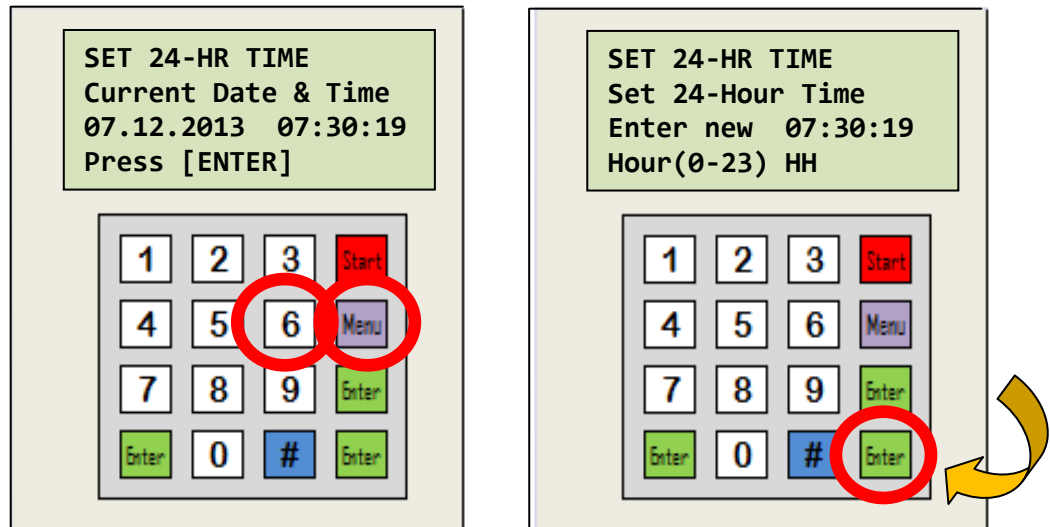 SET 24-HR TIME
Current Date & Time
07.12.2013 07:30:19
Press [ENTER]
1 2 3 Start
4 5 6 Menu
7 8 9 Enter
Enter 0 # Enter
SET 24-HR TIME
Set 24-Hour Time
Enter new 07:30:19
Hour(0-23) HH
1 2 3 Start
4 5 6 Menu
7 8 9 Enter
Enter 0 # Enter